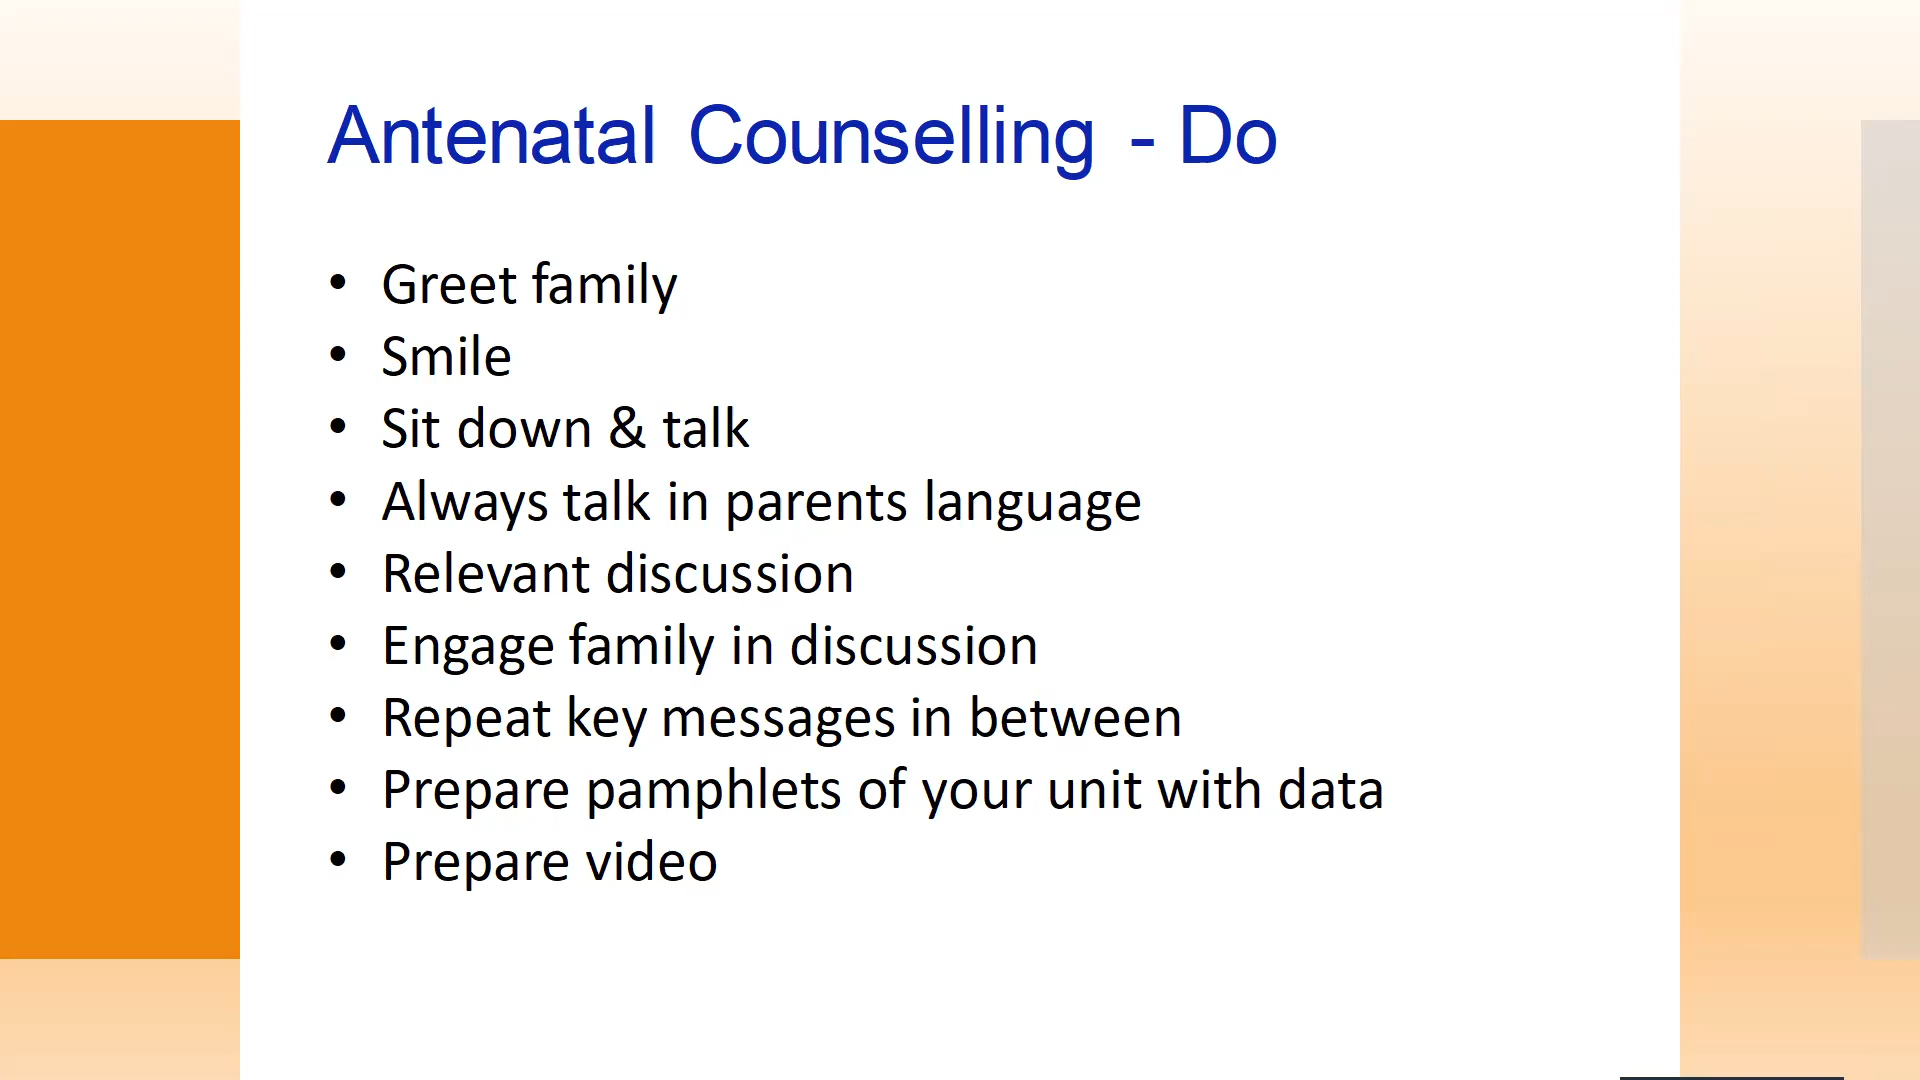 Antenatal Counselling - Do
• Greet family
• Smile
• Sit down & talk
• Always talk in parents language
• Relevant discussion
• Engage family in discussion
• Repeat key messages in between
• Prepare pamphlets of your unit with data
• Prepare video